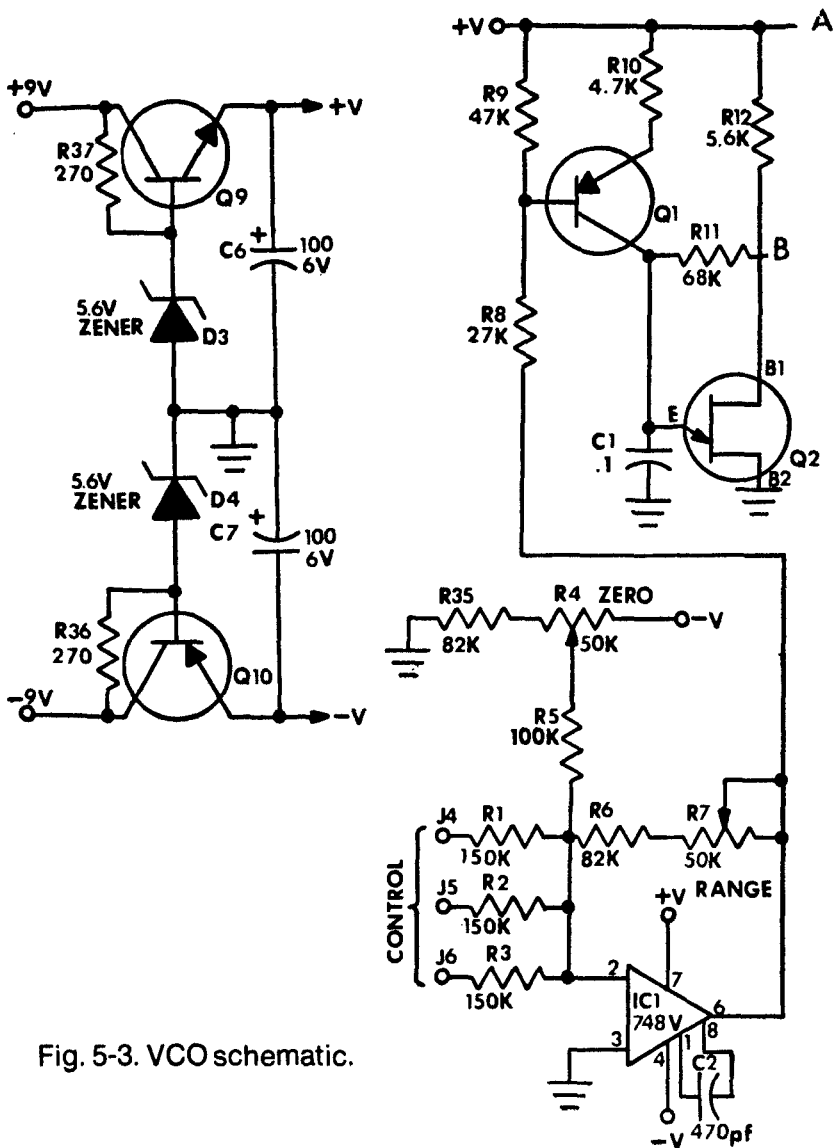 +9V
+V
R37
270
Q9
C6
+
100
6V
5.6V
ZENER
D3
5.6V
ZENER
D4
C7
+
100
6V
R36
270
Q10
-9V
-V
+V
A
R9
47K
R10
4.7K
R12
5.6K
Q1
R11
68K
B
R8
27K
B1
E
C1
.1
Q2
B2
R35
82K
R4
ZERO
50K
-V
R5
100K
CONTROL
J4
R1
150K
R6
82K
R7
50K
RANGE
J5
R2
150K
J6
R3
150K
+V
2
7
IC1
748V
6
3
4
1
8
C2
470pf
-V
Fig. 5-3. VCO schematic.